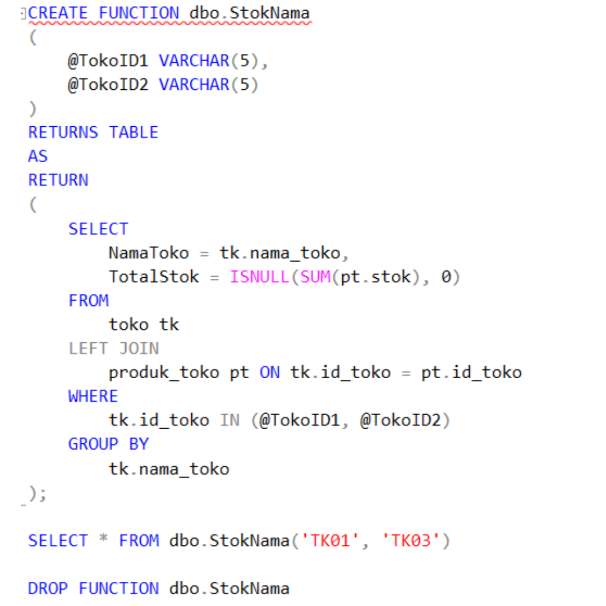 CREATE FUNCTION dbo.StokNama
(
    @TokoID1 VARCHAR(5),
    @TokoID2 VARCHAR(5)
)
RETURNS TABLE
AS
RETURN
(
    SELECT
        NamaToko = tk.nama_toko,
        TotalStok = ISNULL(SUM(pt.stok), 0)
    FROM
        toko tk
    LEFT JOIN
        produk_toko pt ON tk.id_toko = pt.id_toko
    WHERE
        tk.id_toko IN (@TokoID1, @TokoID2)
    GROUP BY
        tk.nama_toko
);
SELECT * FROM dbo.StokNama('TK01', 'TK03')
DROP FUNCTION dbo.StokNama